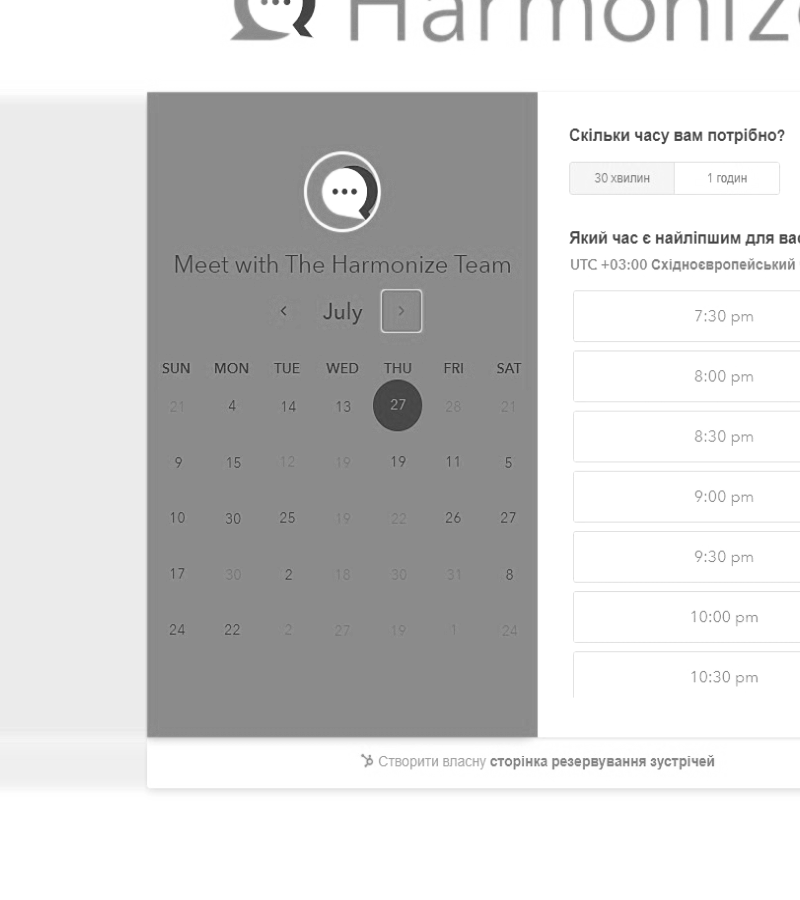 Harmoniz
Meet with The Harmonize Team
July
SUN MON TUE WED THU FRI SAT
21 4 14 13 27 28 21
9 15 12 19 19 11 5
10 30 25 19 22 26 27
17 30 2 18 30 31 8
24 22 2 27 19 1 24
Скільки часу вам потрібно?
30 хвилин 1 годин
Який час є найліпшим для вас
UTC +03:00 Східноєвропейський
7:30 pm
8:00 pm
8:30 pm
9:00 pm
9:30 pm
10:00 pm
10:30 pm
Створити власну сторінка резервування зустрічей